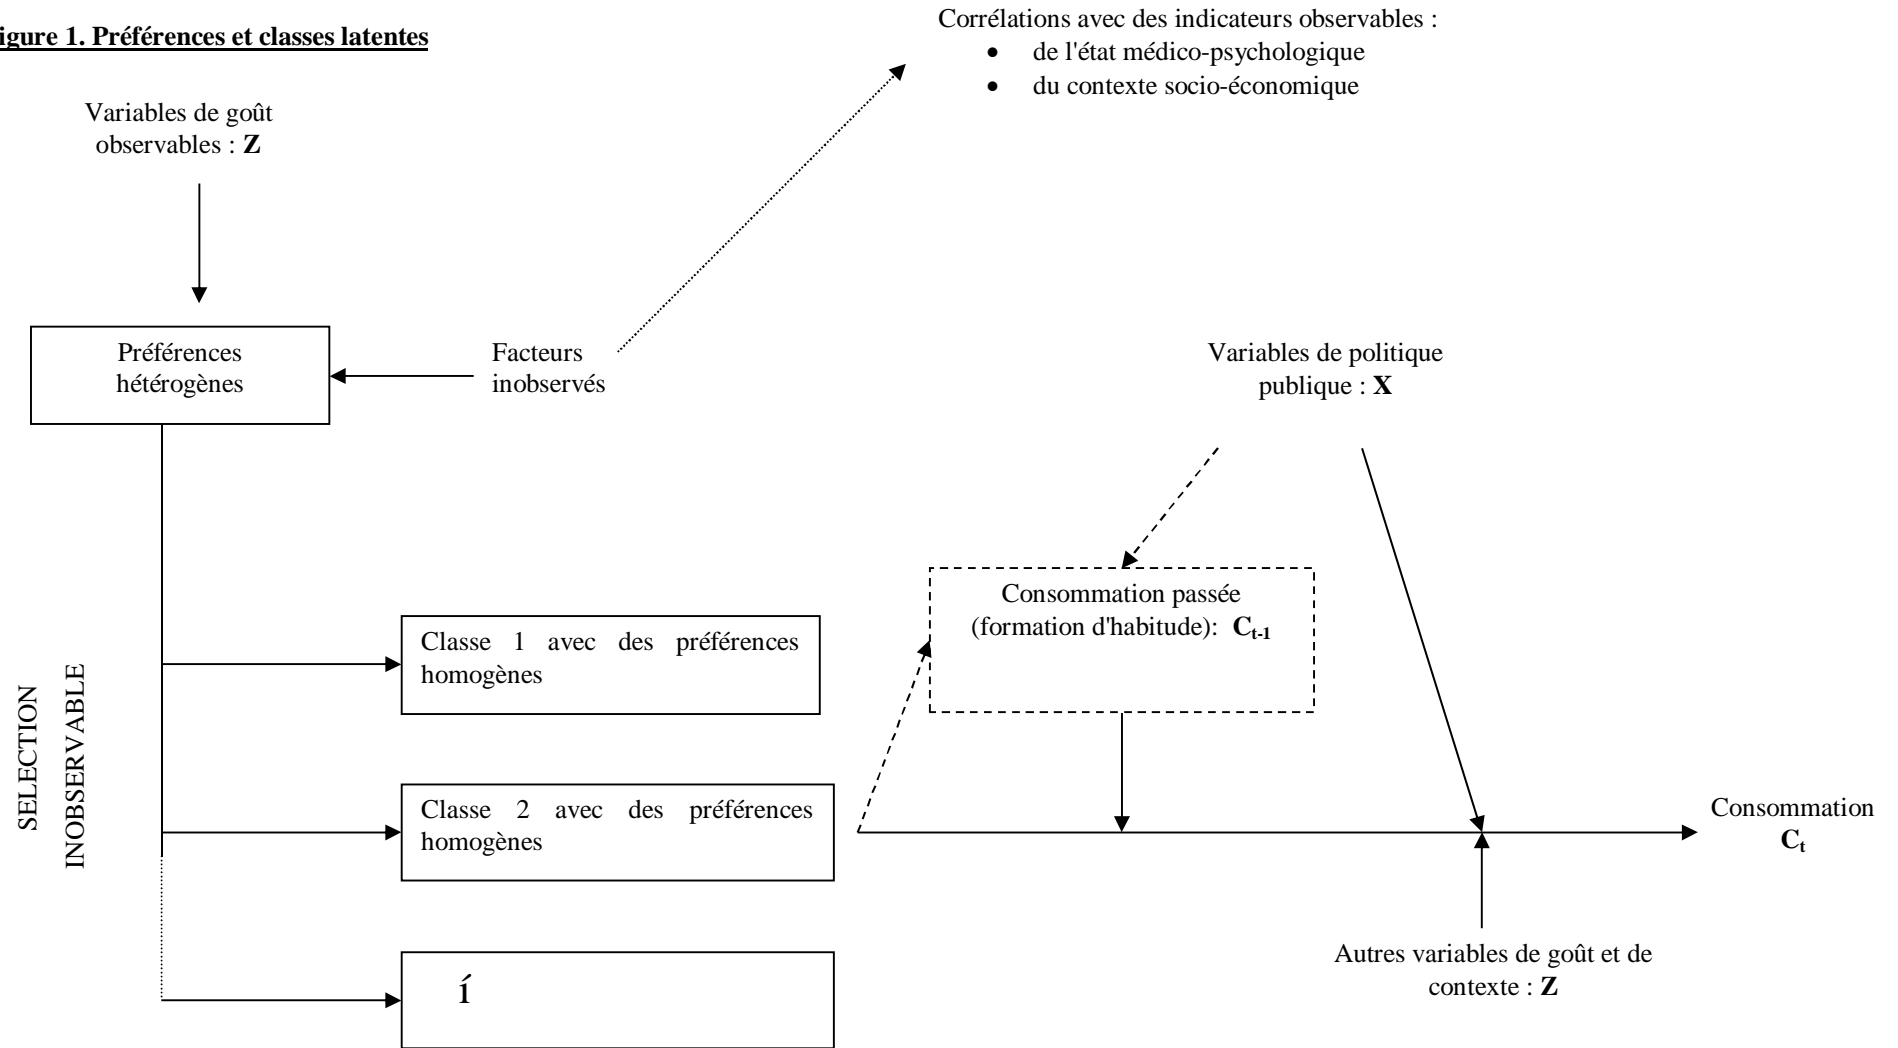 igure 1. Préférences et classes latentes
Corrélations avec des indicateurs observables :
• de l'état médico-psychologique
• du contexte socio-économique
Variables de goût
observables : Z
Préférences
hétérogènes
Facteurs
inobservés
Variables de politique
publique : X
Consommation passée
(formation d'habitude): Ct-1
SELECTION
INOBSERVABLE
Classe 1 avec des préférences
homogènes
Classe 2 avec des préférences
homogènes
í
Consommation
Ct
Autres variables de goût et de
contexte : Z